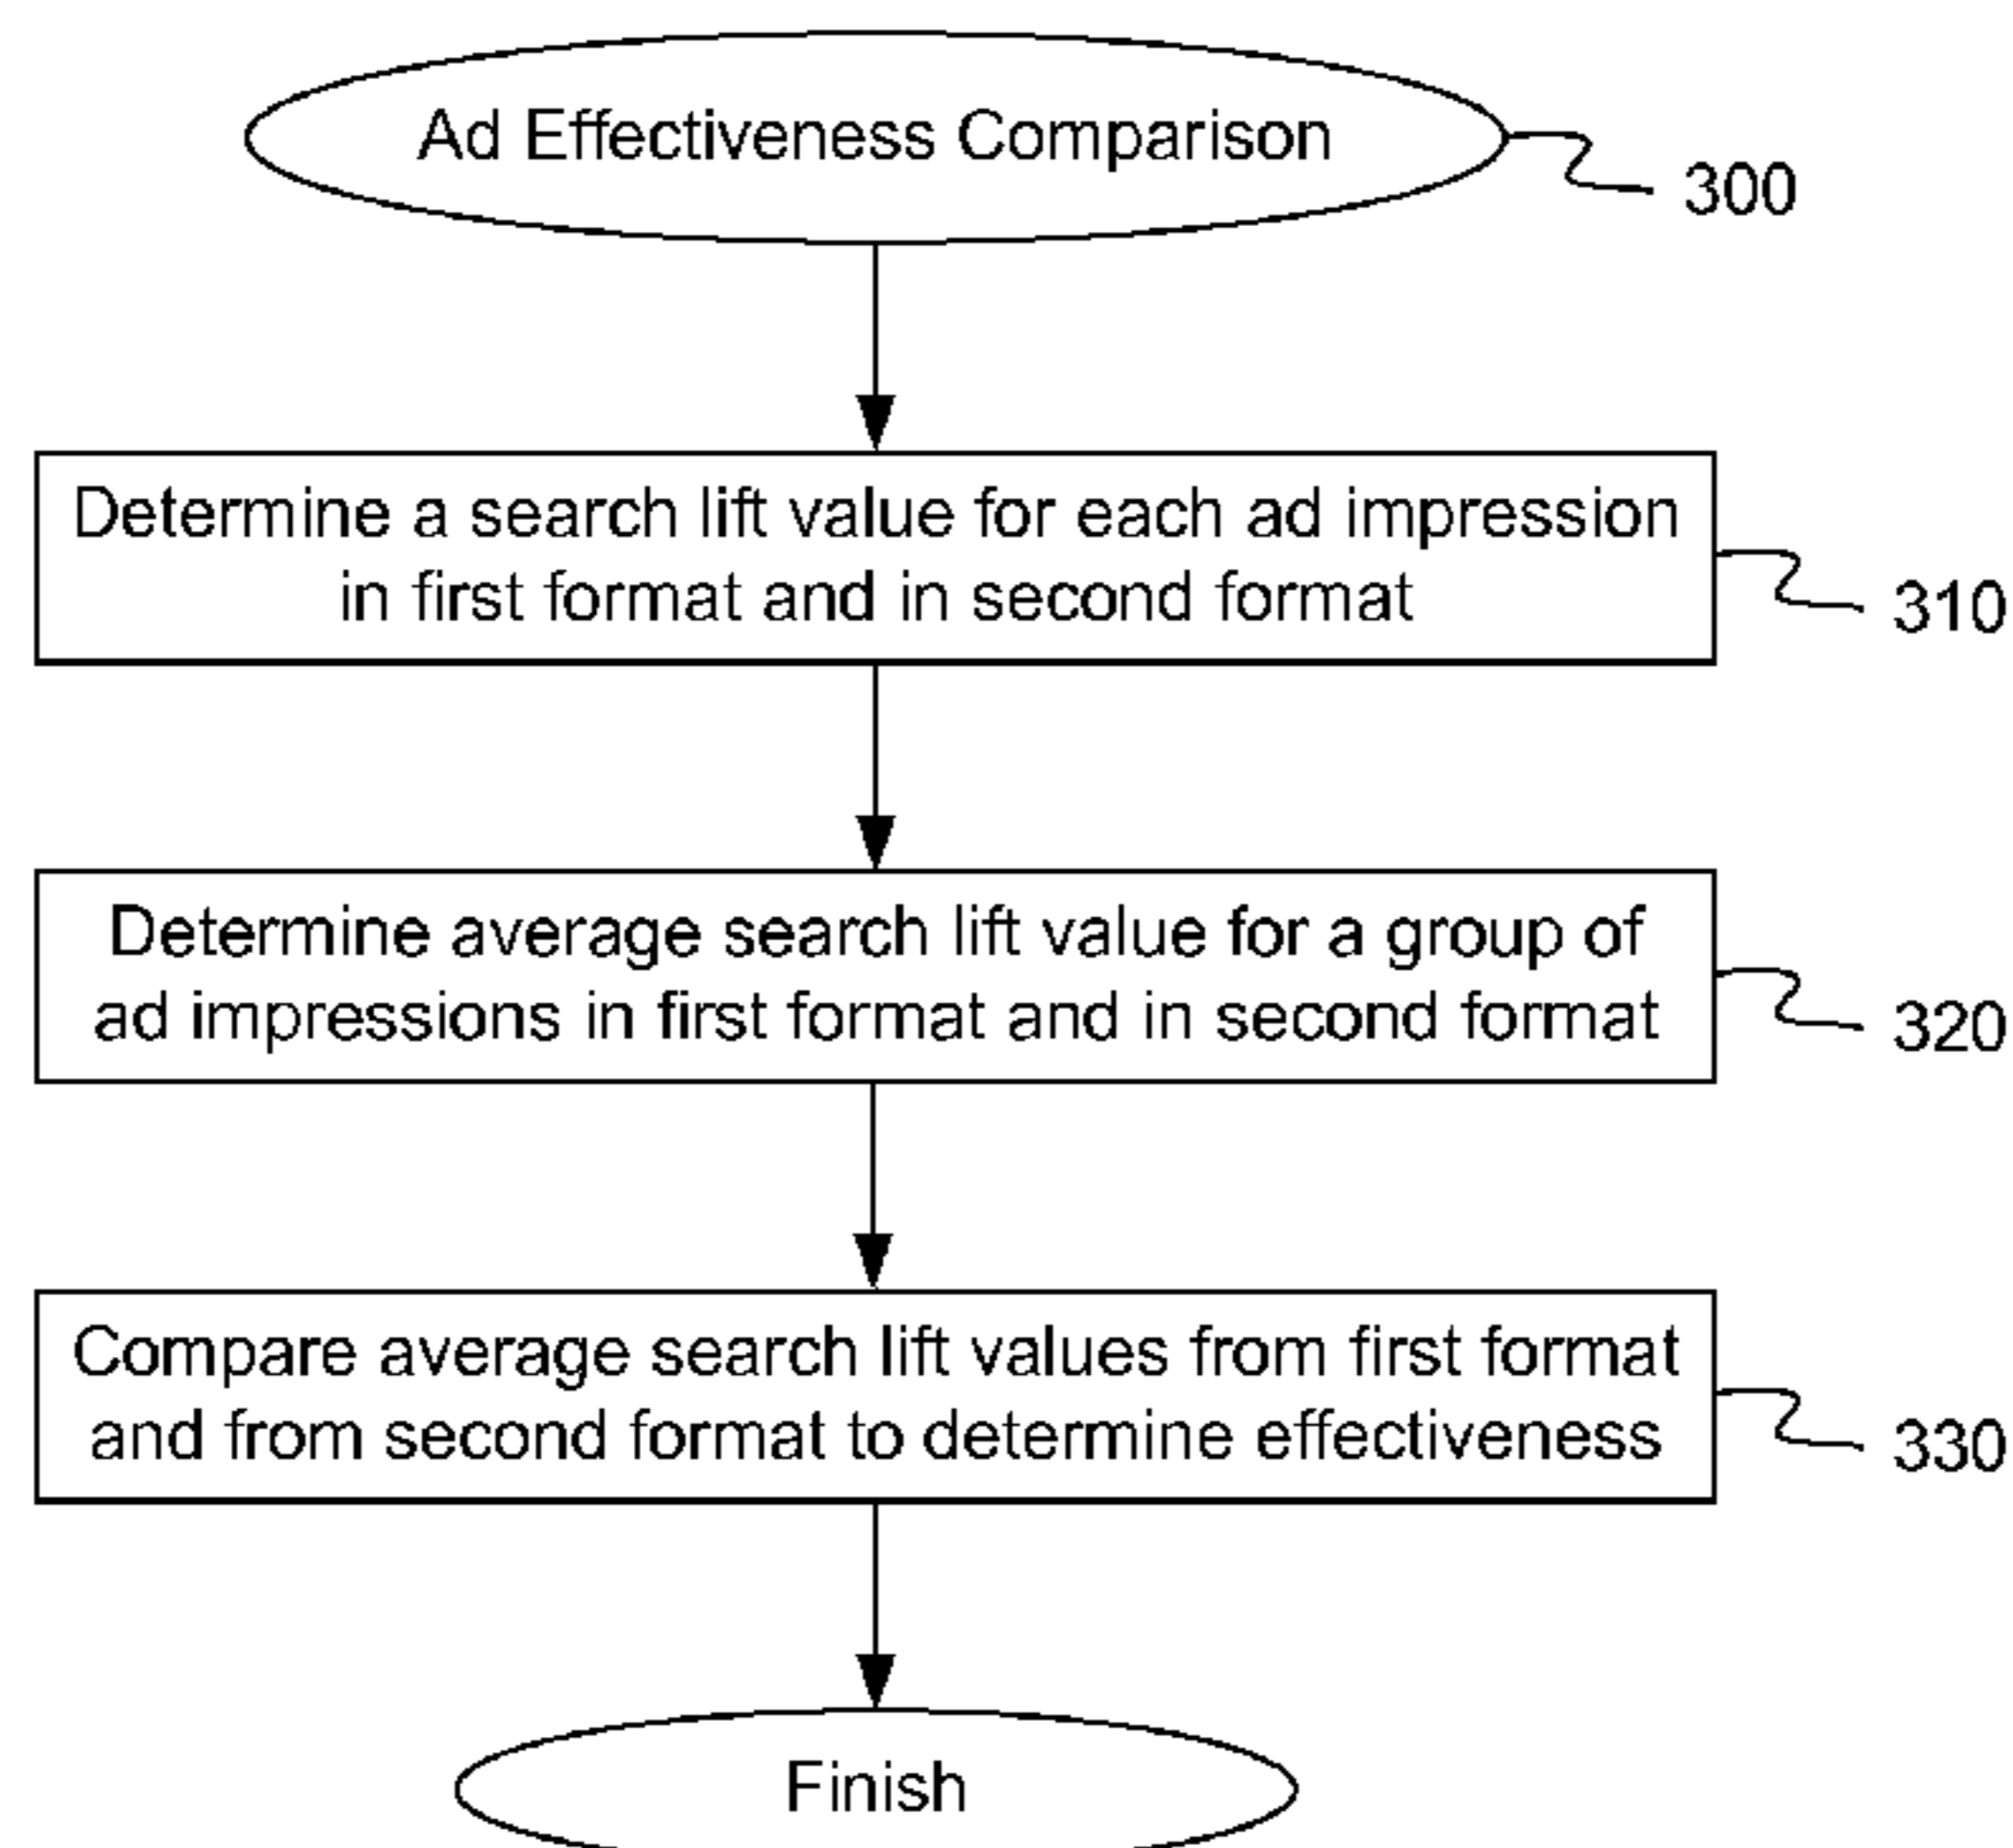 Ad Effectiveness Comparison
300
Determine a search lift value for each ad impression
in first format and in second format
310
Determine average search lift value for a group of
ad impressions in first format and in second format
320
Compare average search lift values from first format
and from second format to determine effectiveness
330
Finish